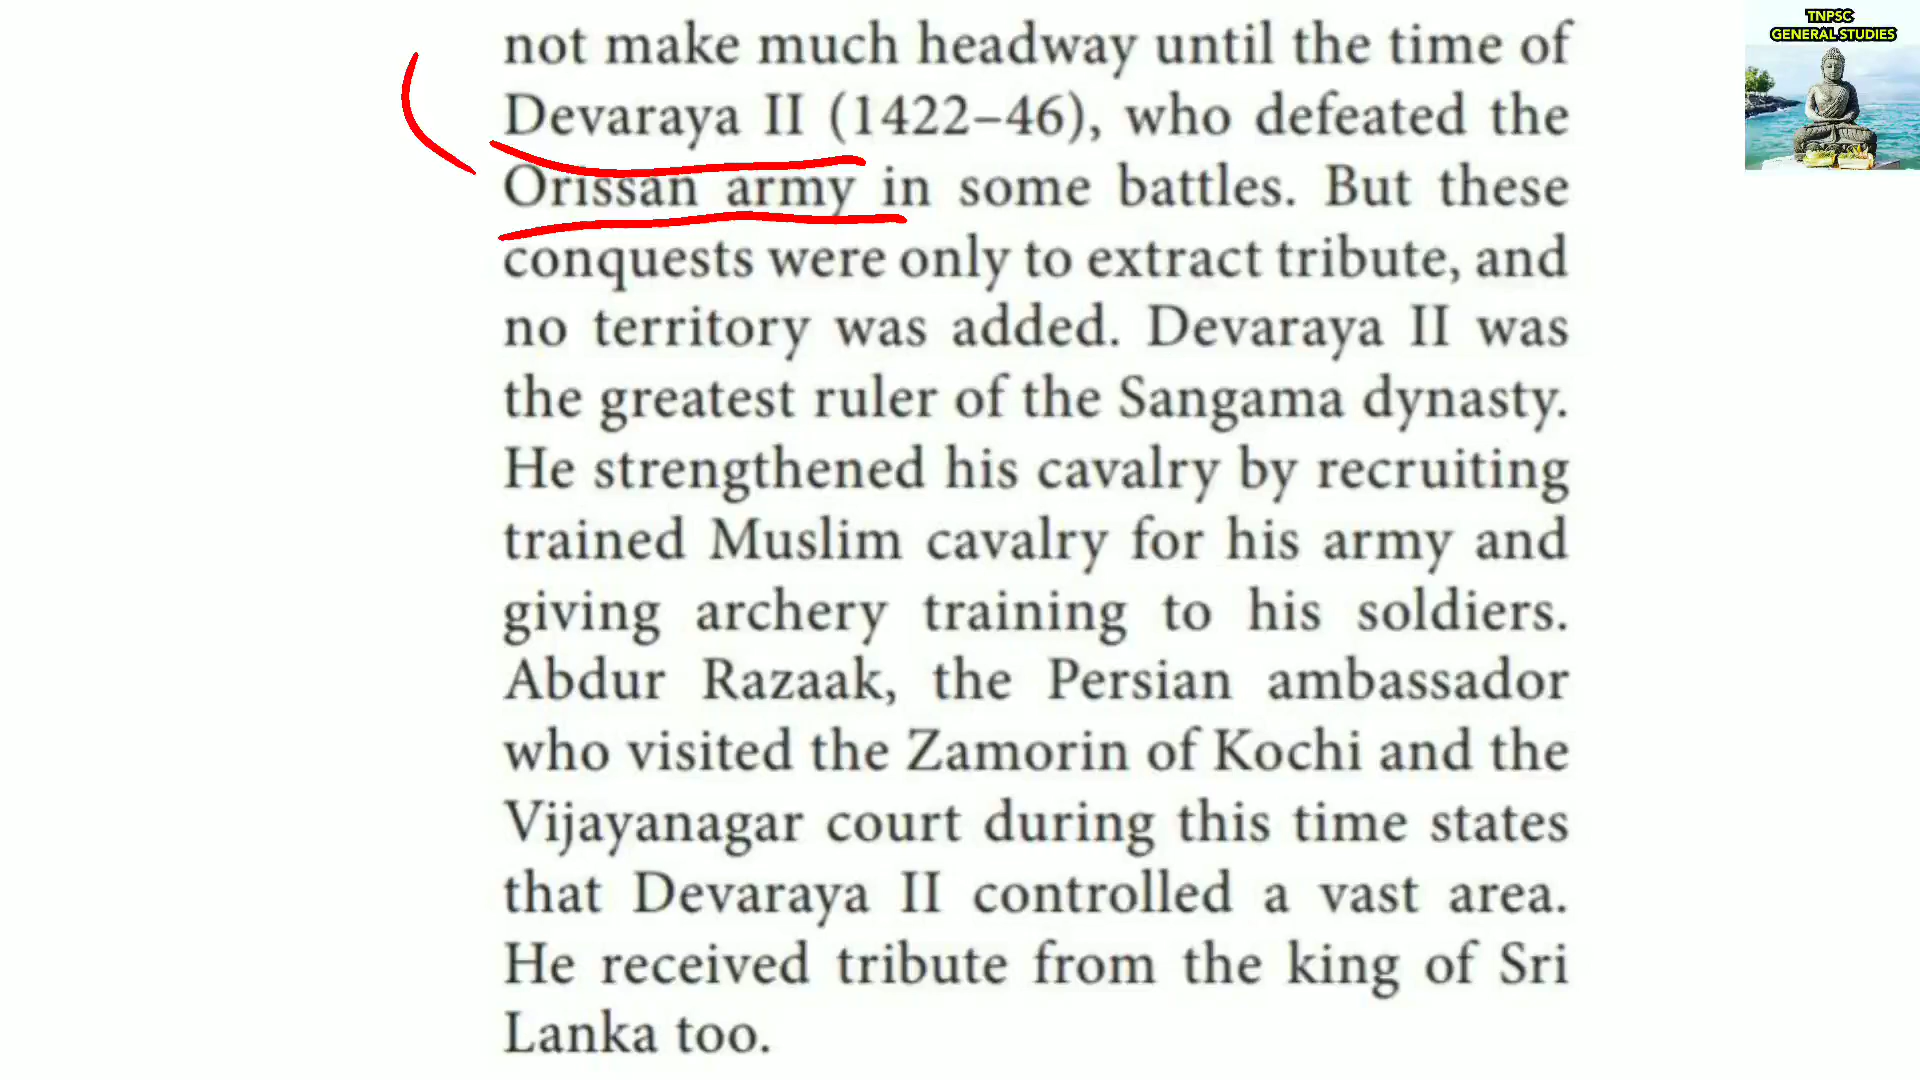 TNPSC
GENERAL STUDIES
not make much headway until the time of
Devaraya II (1422–46), who defeated the
Orissan army in some battles. But these
conquests were only to extract tribute, and
no territory was added. Devaraya II was
the greatest ruler of the Sangama dynasty.
He strengthened his cavalry by recruiting
trained Muslim cavalry for his army and
giving archery training to his soldiers.
Abdur Razaak, the Persian ambassador
who visited the Zamorin of Kochi and the
Vijayanagar court during this time states
that Devaraya II controlled a vast area.
He received tribute from the king of Sri
Lanka too.